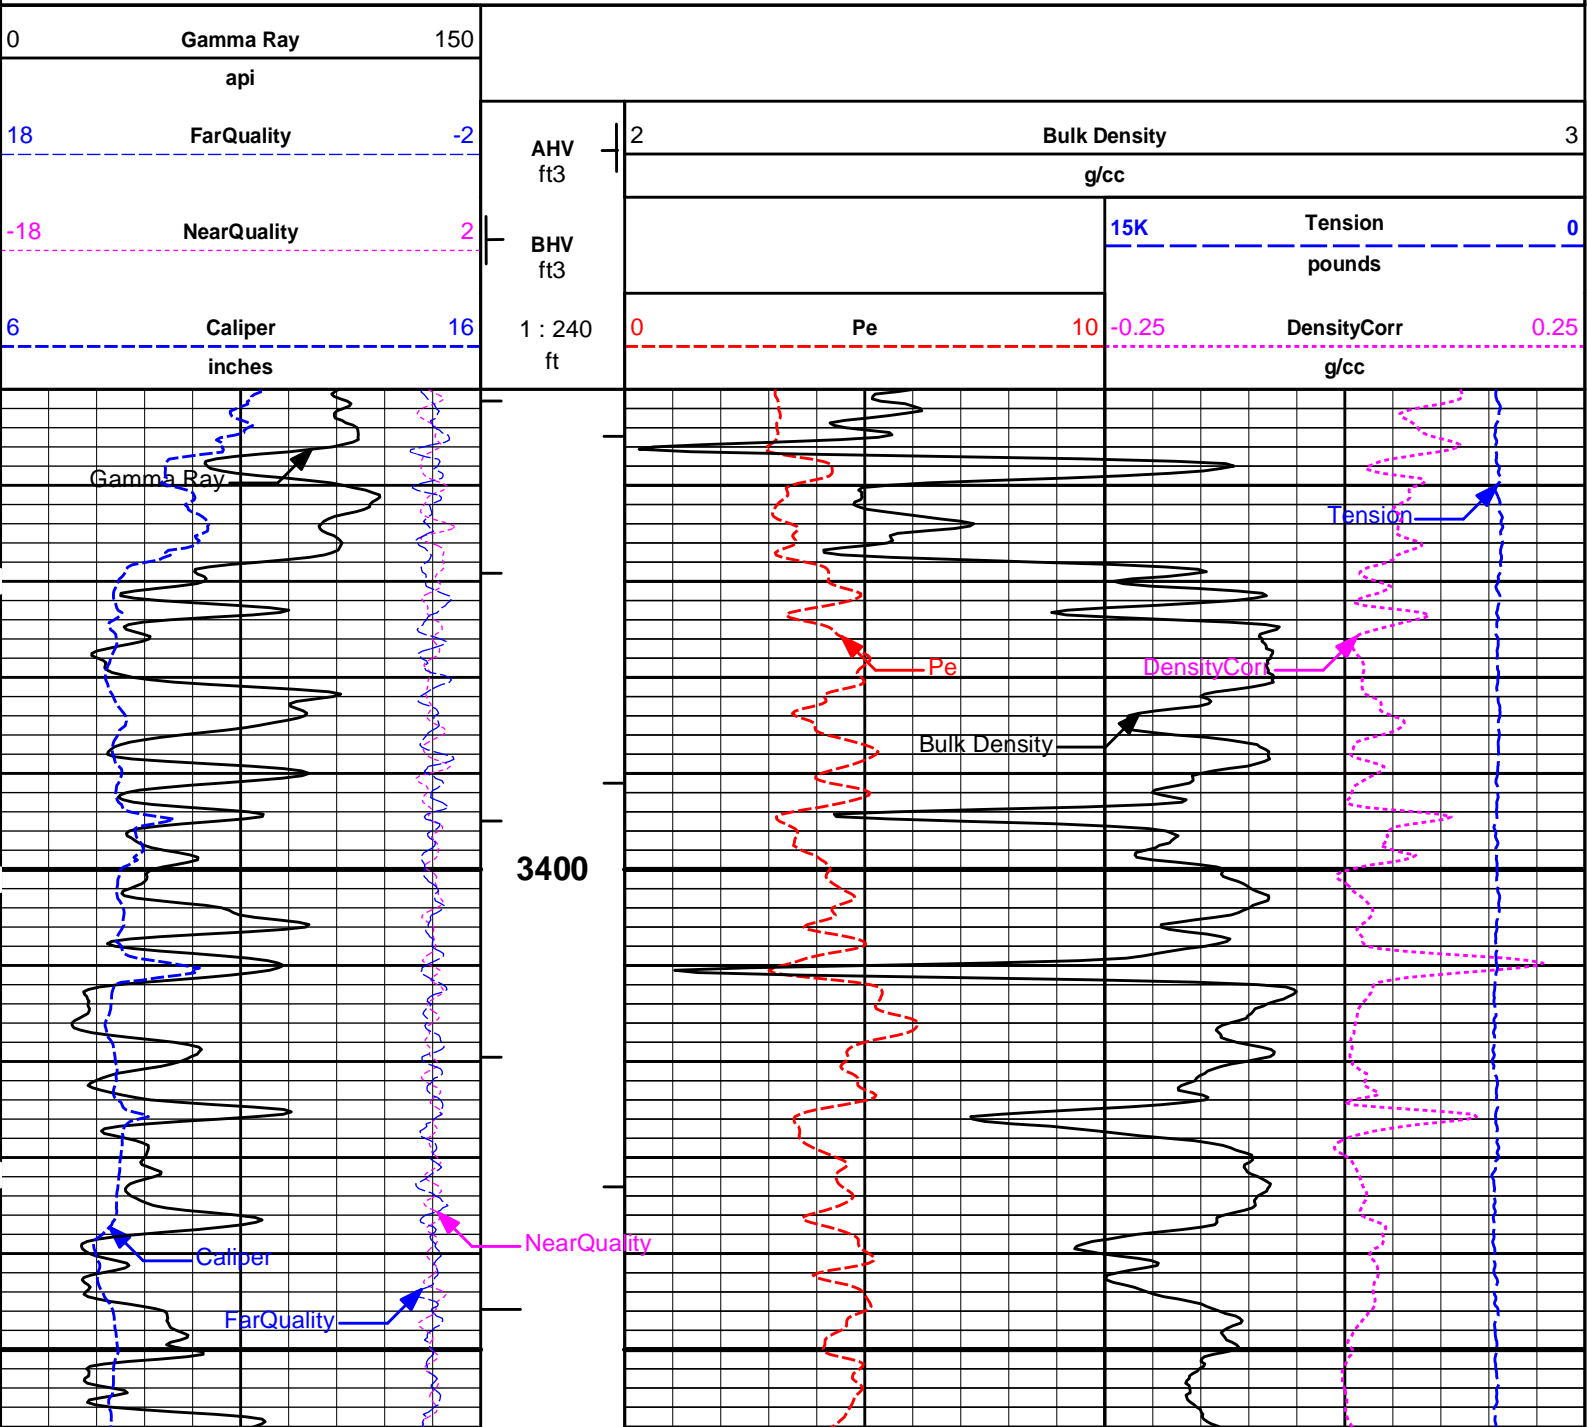 0 Gamma Ray 150
api
18 FarQuality -2
-18 NearQuality 2
6 Caliper 16
inches
AHV
ft3
BHV
ft3
1 : 240
ft
2 Bulk Density 3
g/cc
15K Tension 0
pounds
0 Pe 10
-0.25 DensityCorr 0.25
g/cc
Gamma Ray
Tension
Pe
DensityCorr
Bulk Density
3400
NearQuality
Caliper
FarQuality